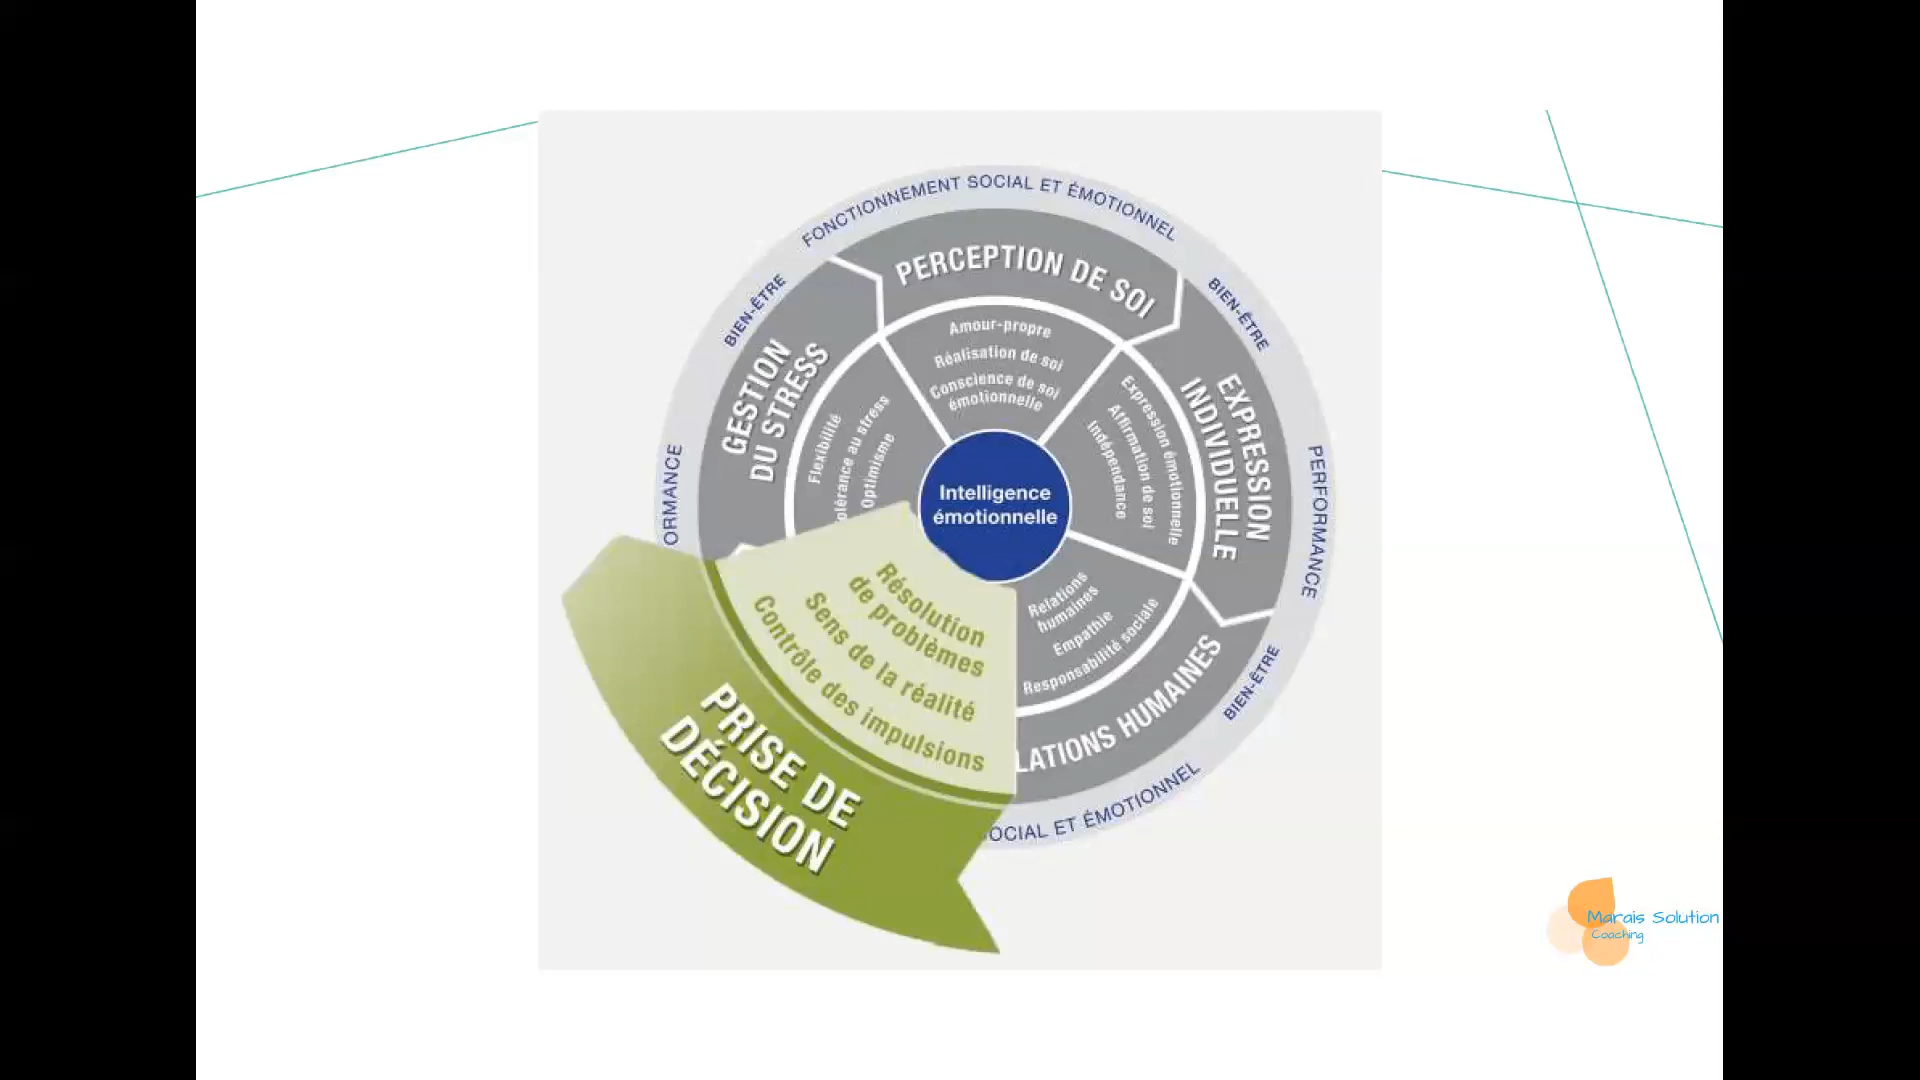 FONCTIONNEMENT SOCIAL ET ÉMOTIONNEL
BIEN-ÊTRE
BIEN-ÊTRE
PERCEPTION DE SOI
Amour-propre
Réalisation de soi
Conscience de soi
émotionnelle
GESTION
DU STRESS
Flexibilité
olérance au stress
Optimisme
EXPRESSION
INDIVIDUELLE
Expression émotionnelle
Affirmation de soi
Indépendance
ORMANCE
PERFORMANCE
Intelligence
émotionnelle
Relations
humaines
Empathie
Responsabilité sociale
LATIONS HUMAINES
BIEN-ÊTRE
OCIAL ET ÉMOTIONNEL
Résolution
de problèmes
Sens de la réalité
Contrôle des impulsions
PRISE DE
DÉCISION
Marais Solution
Coaching